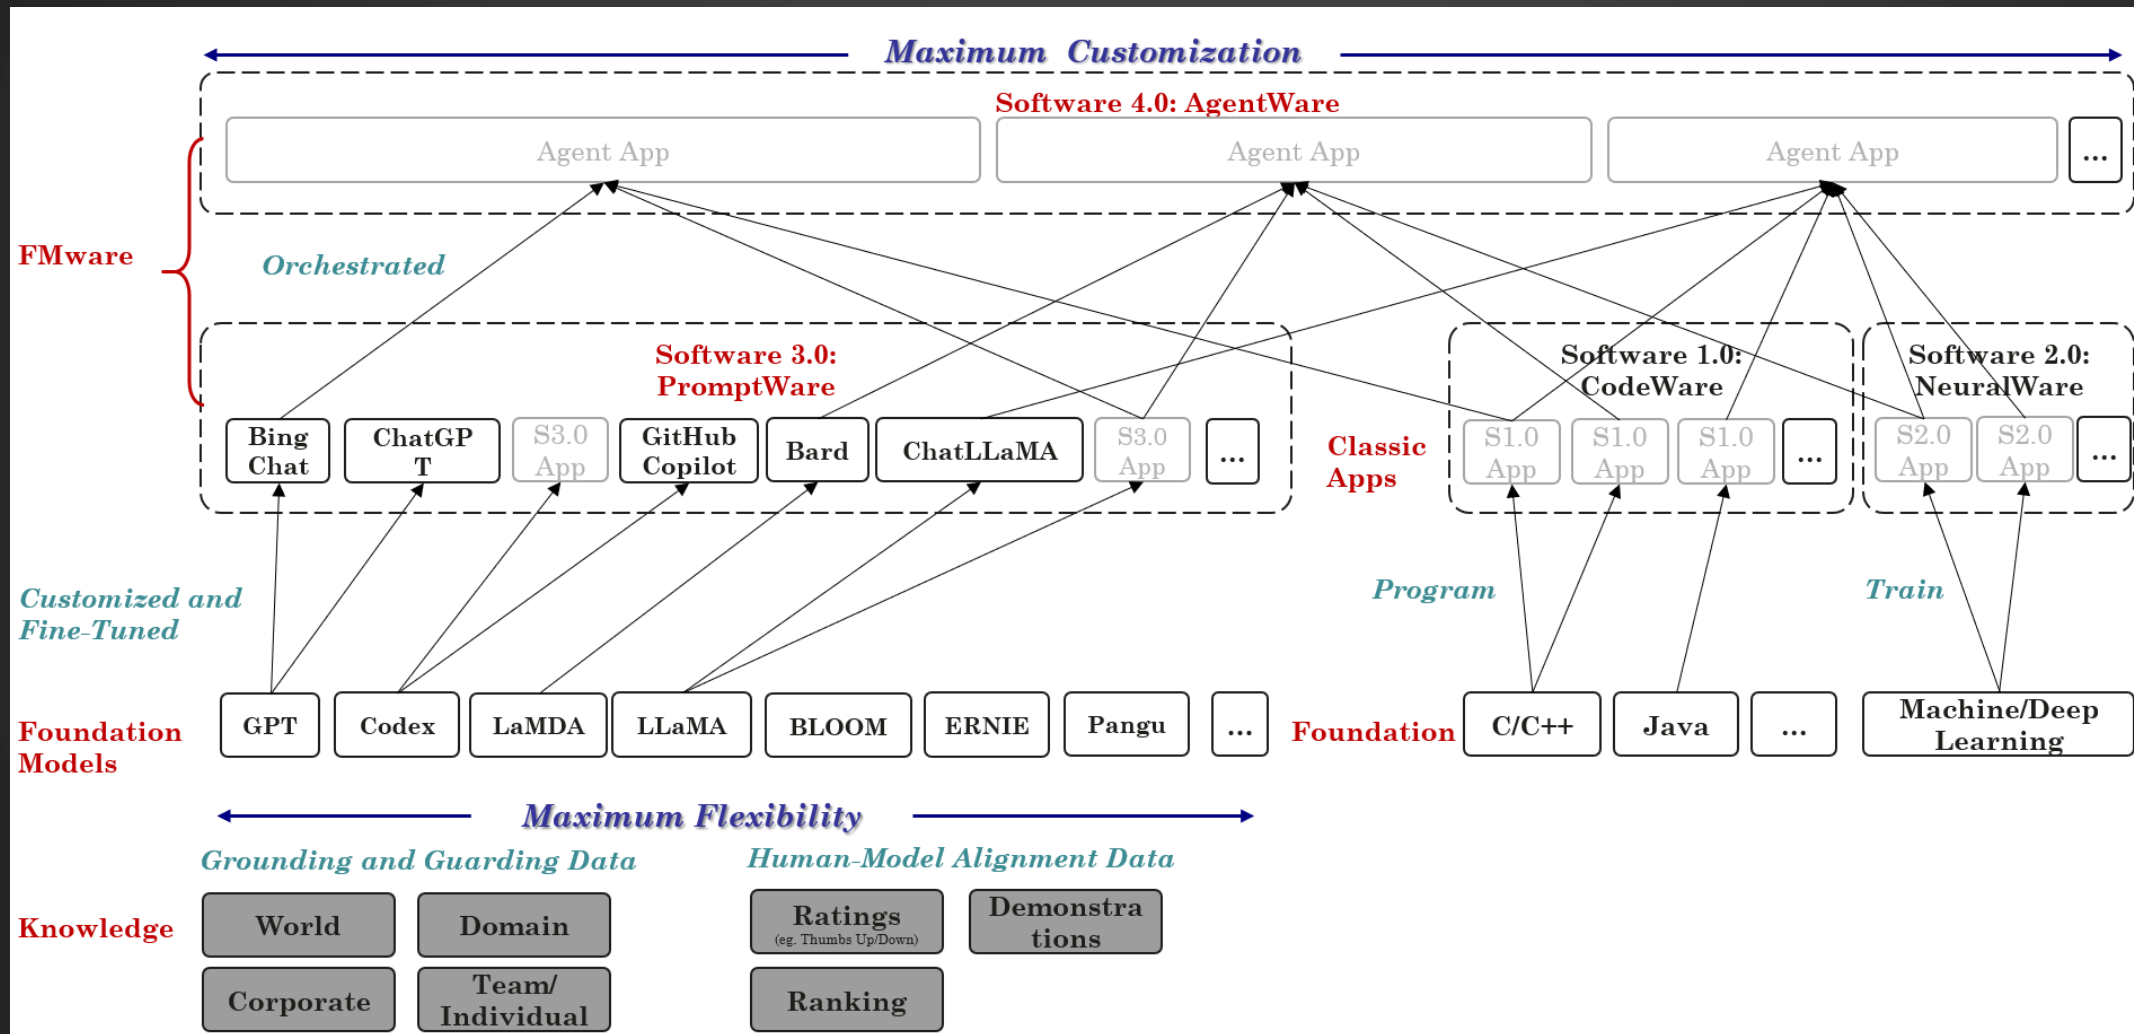 Maximum Customization
Software 4.0: AgentWare
Agent App
Agent App
Agent App
...
FMware
Orchestrated
Software 3.0:
PromptWare
Bing
Chat
ChatGP
T
S3.0
App
GitHub
Copilot
Bard
ChatLLaMA
S3.0
App
...
Classic
Apps
Software 1.0:
CodeWare
S1.0
App
S1.0
App
S1.0
App
...
Software 2.0:
NeuralWare
S2.0
App
S2.0
App
...
Customized and
Fine-Tuned
Program
Train
Foundation
Models
GPT
Codex
LaMDA
LLaMA
BLOOM
ERNIE
Pangu
...
Foundation
C/C++
Java
...
Machine/Deep
Learning
Maximum Flexibility
Grounding and Guarding Data
Human-Model Alignment Data
Knowledge
World
Domain
Corporate
Team/
Individual
Ratings
(eg. Thumbs Up/Down)
Demonstra
tions
Ranking